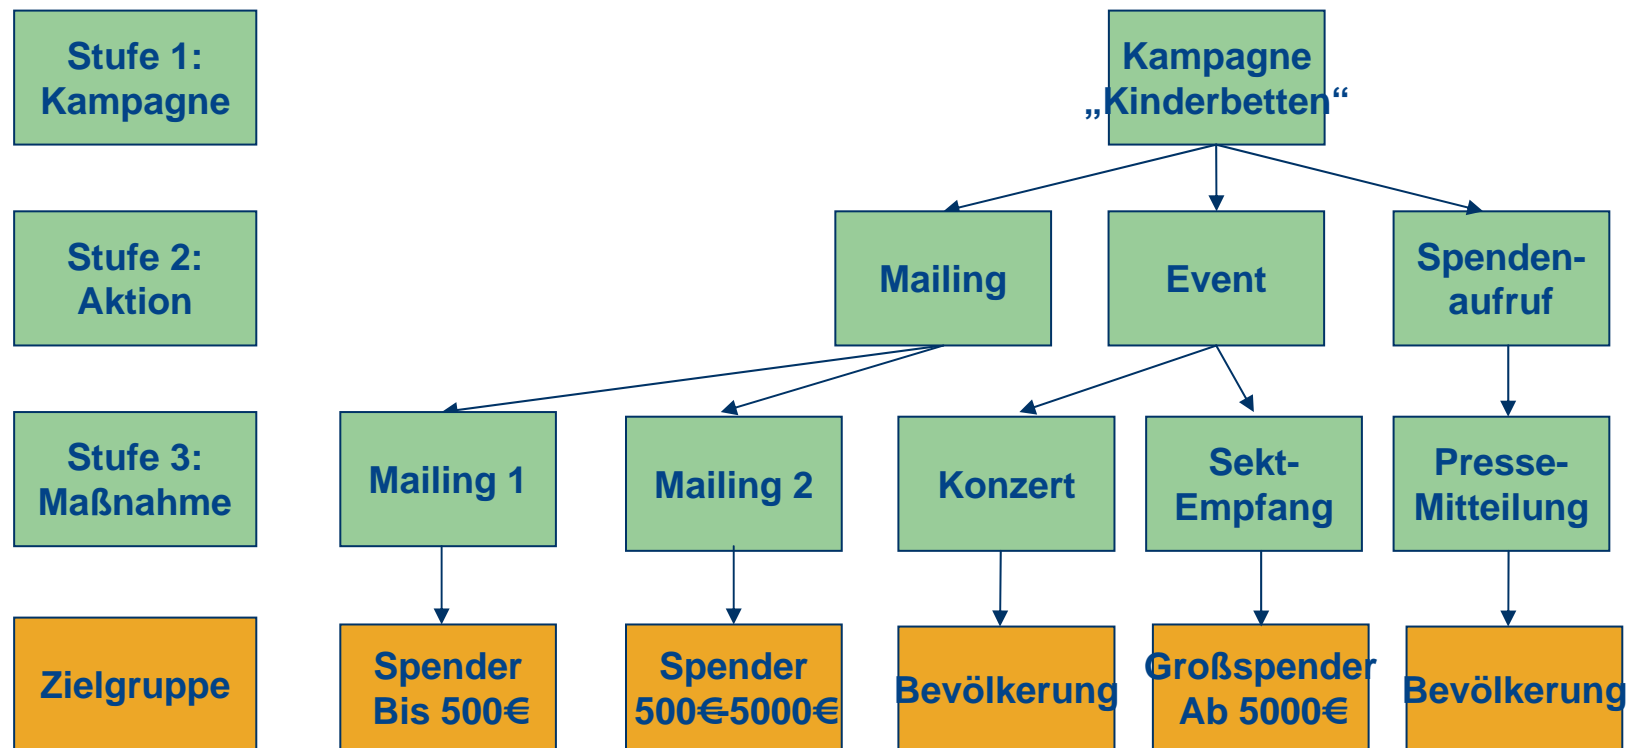 Stufe 1:
Kampagne
Kampagne
„Kinderbetten“
Stufe 2:
Aktion
Mailing
Event
Spenden-
aufruf
Stufe 3:
Maßnahme
Mailing 1
Mailing 2
Konzert
Sekt-
Empfang
Presse-
Mitteilung
Zielgruppe
Spender
Bis 500€
Spender
500€-5000€
Bevölkerung
Großspender
Ab 5000€
Bevölkerung